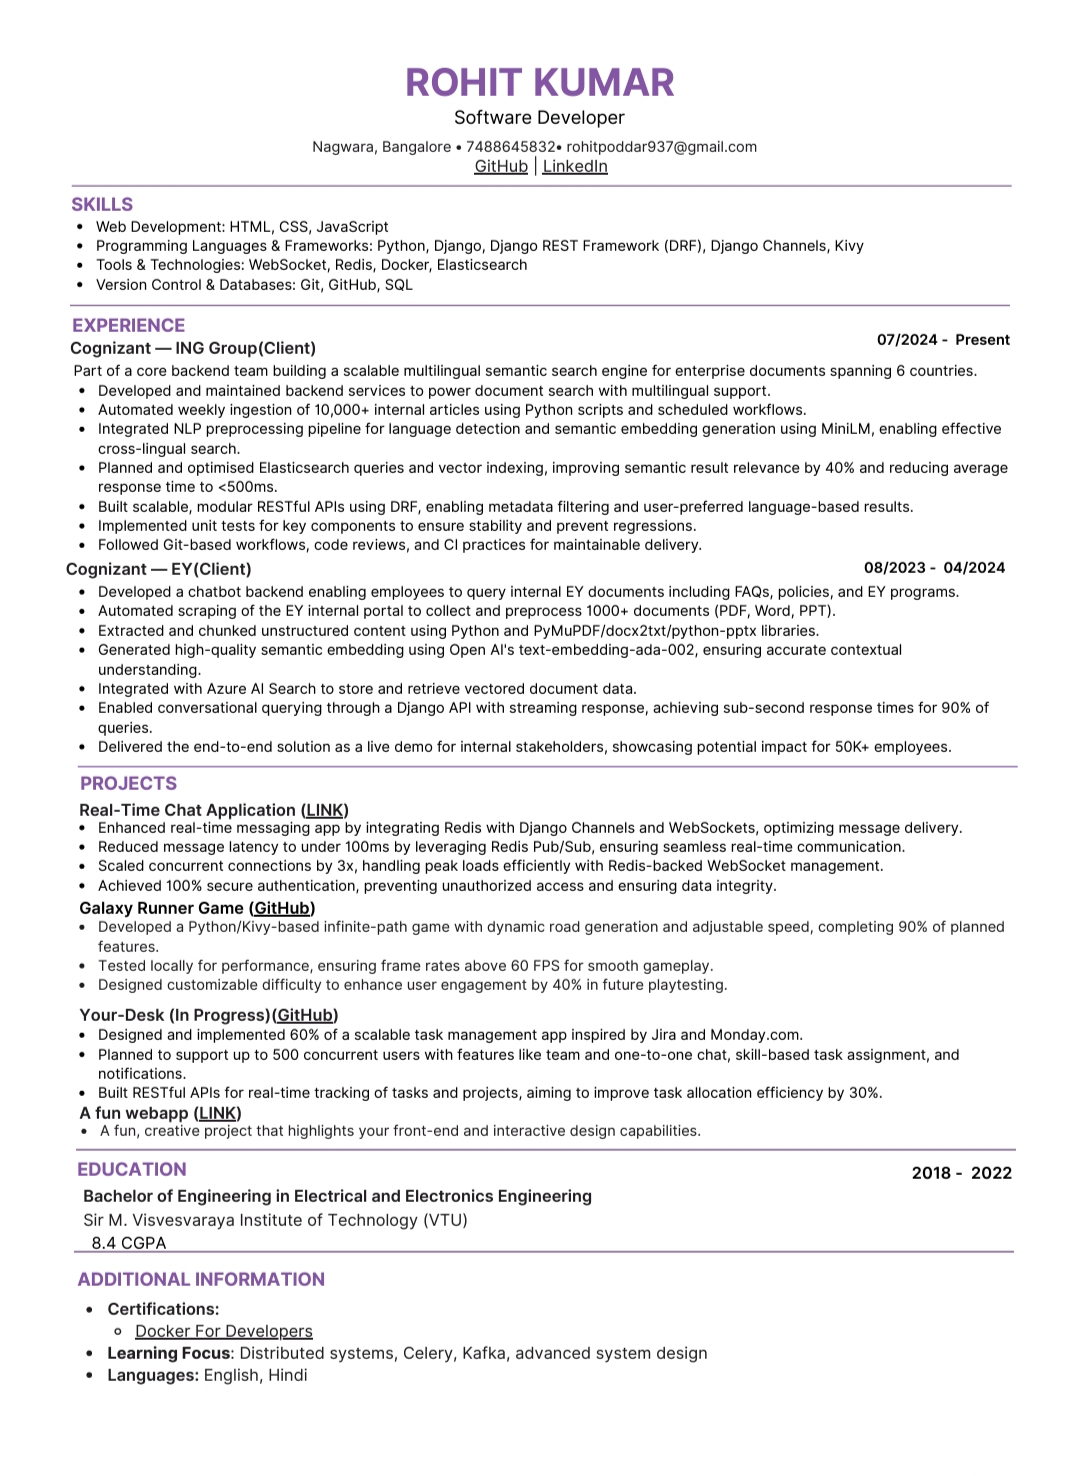 ROHIT KUMAR
Software Developer
Nagwara, Bangalore • 7488645832• rohitpoddar937@gmail.com
GitHub | LinkedIn
SKILLS
• Web Development: HTML, CSS, JavaScript
• Programming Languages & Frameworks: Python, Django, Django REST Framework (DRF), Django Channels, Kivy
• Tools & Technologies: WebSocket, Redis, Docker, Elasticsearch
• Version Control & Databases: Git, GitHub, SQL
EXPERIENCE
Cognizant — ING Group(Client) 07/2024 - Present
Part of a core backend team building a scalable multilingual semantic search engine for enterprise documents spanning 6 countries.
• Developed and maintained backend services to power document search with multilingual support.
• Automated weekly ingestion of 10,000+ internal articles using Python scripts and scheduled workflows.
• Integrated NLP preprocessing pipeline for language detection and semantic embedding generation using MiniLM, enabling effective
cross-lingual search.
• Planned and optimised Elasticsearch queries and vector indexing, improving semantic result relevance by 40% and reducing average
response time to <500ms.
• Built scalable, modular RESTful APIs using DRF, enabling metadata filtering and user-preferred language-based results.
• Implemented unit tests for key components to ensure stability and prevent regressions.
• Followed Git-based workflows, code reviews, and CI practices for maintainable delivery.
Cognizant — EY(Client) 08/2023 - 04/2024
• Developed a chatbot backend enabling employees to query internal EY documents including FAQs, policies, and EY programs.
• Automated scraping of the EY internal portal to collect and preprocess 1000+ documents (PDF, Word, PPT).
• Extracted and chunked unstructured content using Python and PyMuPDF/docx2txt/python-pptx libraries.
• Generated high-quality semantic embedding using Open AI's text-embedding-ada-002, ensuring accurate contextual
understanding.
• Integrated with Azure AI Search to store and retrieve vectored document data.
• Enabled conversational querying through a Django API with streaming response, achieving sub-second response times for 90% of
queries.
• Delivered the end-to-end solution as a live demo for internal stakeholders, showcasing potential impact for 50K+ employees.
PROJECTS
Real-Time Chat Application (LINK)
• Enhanced real-time messaging app by integrating Redis with Django Channels and WebSockets, optimizing message delivery.
• Reduced message latency to under 100ms by leveraging Redis Pub/Sub, ensuring seamless real-time communication.
• Scaled concurrent connections by 3x, handling peak loads efficiently with Redis-backed WebSocket management.
• Achieved 100% secure authentication, preventing unauthorized access and ensuring data integrity.
Galaxy Runner Game (GitHub)
• Developed a Python/Kivy-based infinite-path game with dynamic road generation and adjustable speed, completing 90% of planned
features.
• Tested locally for performance, ensuring frame rates above 60 FPS for smooth gameplay.
• Designed customizable difficulty to enhance user engagement by 40% in future playtesting.
Your-Desk (In Progress)(GitHub)
• Designed and implemented 60% of a scalable task management app inspired by Jira and Monday.com.
• Planned to support up to 500 concurrent users with features like team and one-to-one chat, skill-based task assignment, and
notifications.
• Built RESTful APIs for real-time tracking of tasks and projects, aiming to improve task allocation efficiency by 30%.
A fun webapp (LINK)
• A fun, creative project that highlights your front-end and interactive design capabilities.
EDUCATION 2018 - 2022
Bachelor of Engineering in Electrical and Electronics Engineering
Sir M. Visvesvaraya Institute of Technology (VTU)
8.4 CGPA
ADDITIONAL INFORMATION
• Certifications:
◦ Docker For Developers
• Learning Focus: Distributed systems, Celery, Kafka, advanced system design
• Languages: English, Hindi